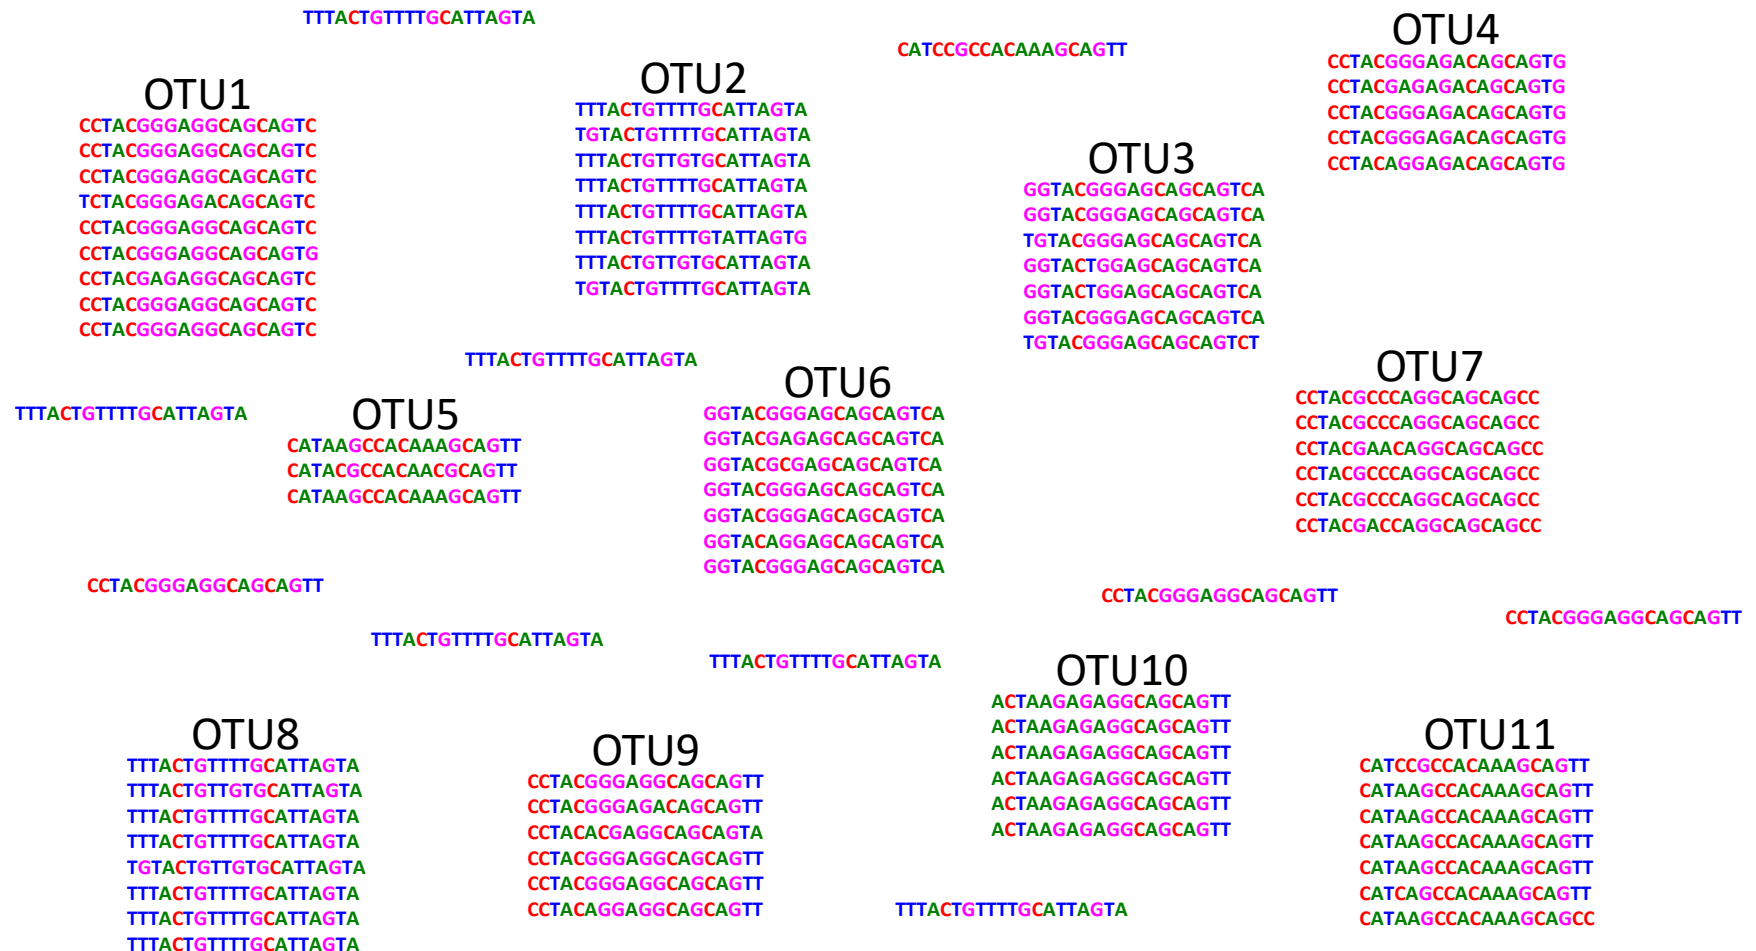 TTTACTGTTTTGCATTAGTA
CATCCGCCACAAAGCAGTT
OTU4
CCTACGGGAGACAGCAGTG
CCTACGAGAGACAGCAGTG
CCTACGGGAGACAGCAGTG
CCTACGGGAGACAGCAGTG
CCTACAGGAGACAGCAGTG
OTU1
CCTACGGGAGGCAGCAGTC
CCTACGGGAGGCAGCAGTC
CCTACGGGAGGCAGCAGTC
TCTACGGGAGACAGCAGTC
CCTACGGGAGGCAGCAGTC
CCTACGGGAGGCAGCAGTG
CCTACGAGAGGCAGCAGTC
CCTACGGGAGGCAGCAGTC
CCTACGGGAGGCAGCAGTC
OTU2
TTTACTGTTTTGCATTAGTA
TGTACTGTTTTGCATTAGTA
TTTACTGTTGTGCATTAGTA
TTTACTGTTTTGCATTAGTA
TTTACTGTTTTGCATTAGTA
TTTACTGTTTTGTATTAGTG
TTTACTGTTGTGCATTAGTA
TGTACTGTTTTGCATTAGTA
OTU3
GGTACGGGAGCAGCAGTCA
GGTACGGGAGCAGCAGTCA
TGTACGGGAGCAGCAGTCA
GGTACTGGAGCAGCAGTCA
GGTACTGGAGCAGCAGTCA
GGTACGGGAGCAGCAGTCA
TGTACGGGAGCAGCAGTCT
TTTACTGTTTTGCATTAGTA
TTTACTGTTTTGCATTAGTA
OTU5
CATAAGCCACAAAGCAGTT
CATACGCCACAACGCAGTT
CATAAGCCACAAAGCAGTT
OTU6
GGTACGGGAGCAGCAGTCA
GGTACGAGAGCAGCAGTCA
GGTACGCGAGCAGCAGTCA
GGTACGGGAGCAGCAGTCA
GGTACGGGAGCAGCAGTCA
GGTACAGGAGCAGCAGTCA
GGTACGGGAGCAGCAGTCA
OTU7
CCTACGCCCAGGCAGCAGCC
CCTACGCCCAGGCAGCAGCC
CCTACGAACAGGCAGCAGCC
CCTACGCCCAGGCAGCAGCC
CCTACGCCCAGGCAGCAGCC
CCTACGACCAGGCAGCAGCC
CCTACGGGAGGCAGCAGTT
CCTACGGGAGGCAGCAGTT
CCTACGGGAGGCAGCAGTT
TTTACTGTTTTGCATTAGTA
TTTACTGTTTTGCATTAGTA
OTU8
TTTACTGTTTTGCATTAGTA
TTTACTGTTGTGCATTAGTA
TTTACTGTTTTGCATTAGTA
TTTACTGTTTTGCATTAGTA
TGTACTGTTGTGCATTAGTA
TTTACTGTTTTGCATTAGTA
TTTACTGTTTTGCATTAGTA
TTTACTGTTTTGCATTAGTA
OTU9
CCTACGGGAGGCAGCAGTT
CCTACGGGAGACAGCAGTT
CCTACACGAGGCAGCAGTA
CCTACGGGAGGCAGCAGTT
CCTACGGGAGGCAGCAGTT
CCTACAGGAGGCAGCAGTT
OTU10
ACTAAGAGAGGCAGCAGTT
ACTAAGAGAGGCAGCAGTT
ACTAAGAGAGGCAGCAGTT
ACTAAGAGAGGCAGCAGTT
ACTAAGAGAGGCAGCAGTT
ACTAAGAGAGGCAGCAGTT
TTTACTGTTTTGCATTAGTA
OTU11
CATCCGCCACAAAGCAGTT
CATAAGCCACAAAGCAGTT
CATAAGCCACAAAGCAGTT
CATAAGCCACAAAGCAGTT
CATAAGCCACAAAGCAGTT
CATCAGCCACAAAGCAGTT
CATAAGCCACAAAGCAGCC